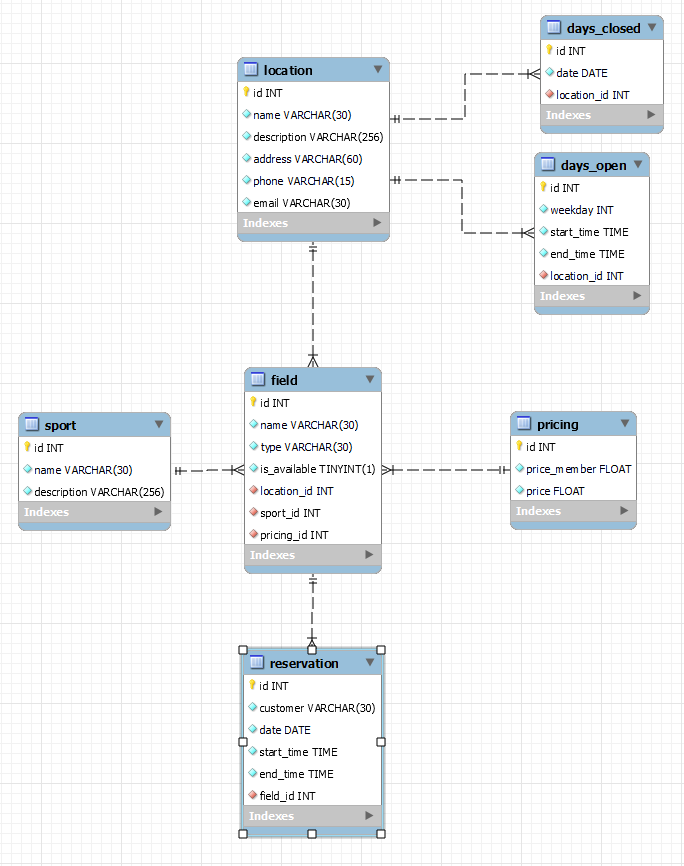 days_closed
id INT
date DATE
location_id INT
Indexes
location
id INT
name VARCHAR(30)
description VARCHAR(256)
address VARCHAR(60)
phone VARCHAR(15)
email VARCHAR(30)
Indexes
days_open
id INT
weekday INT
start_time TIME
end_time TIME
location_id INT
Indexes
field
id INT
name VARCHAR(30)
type VARCHAR(30)
is_available TINYINT(1)
location_id INT
sport_id INT
pricing_id INT
Indexes
sport
id INT
name VARCHAR(30)
description VARCHAR(256)
Indexes
pricing
id INT
price_member FLOAT
price FLOAT
Indexes
reservation
id INT
customer VARCHAR(30)
date DATE
start_time TIME
end_time TIME
field_id INT
Indexes